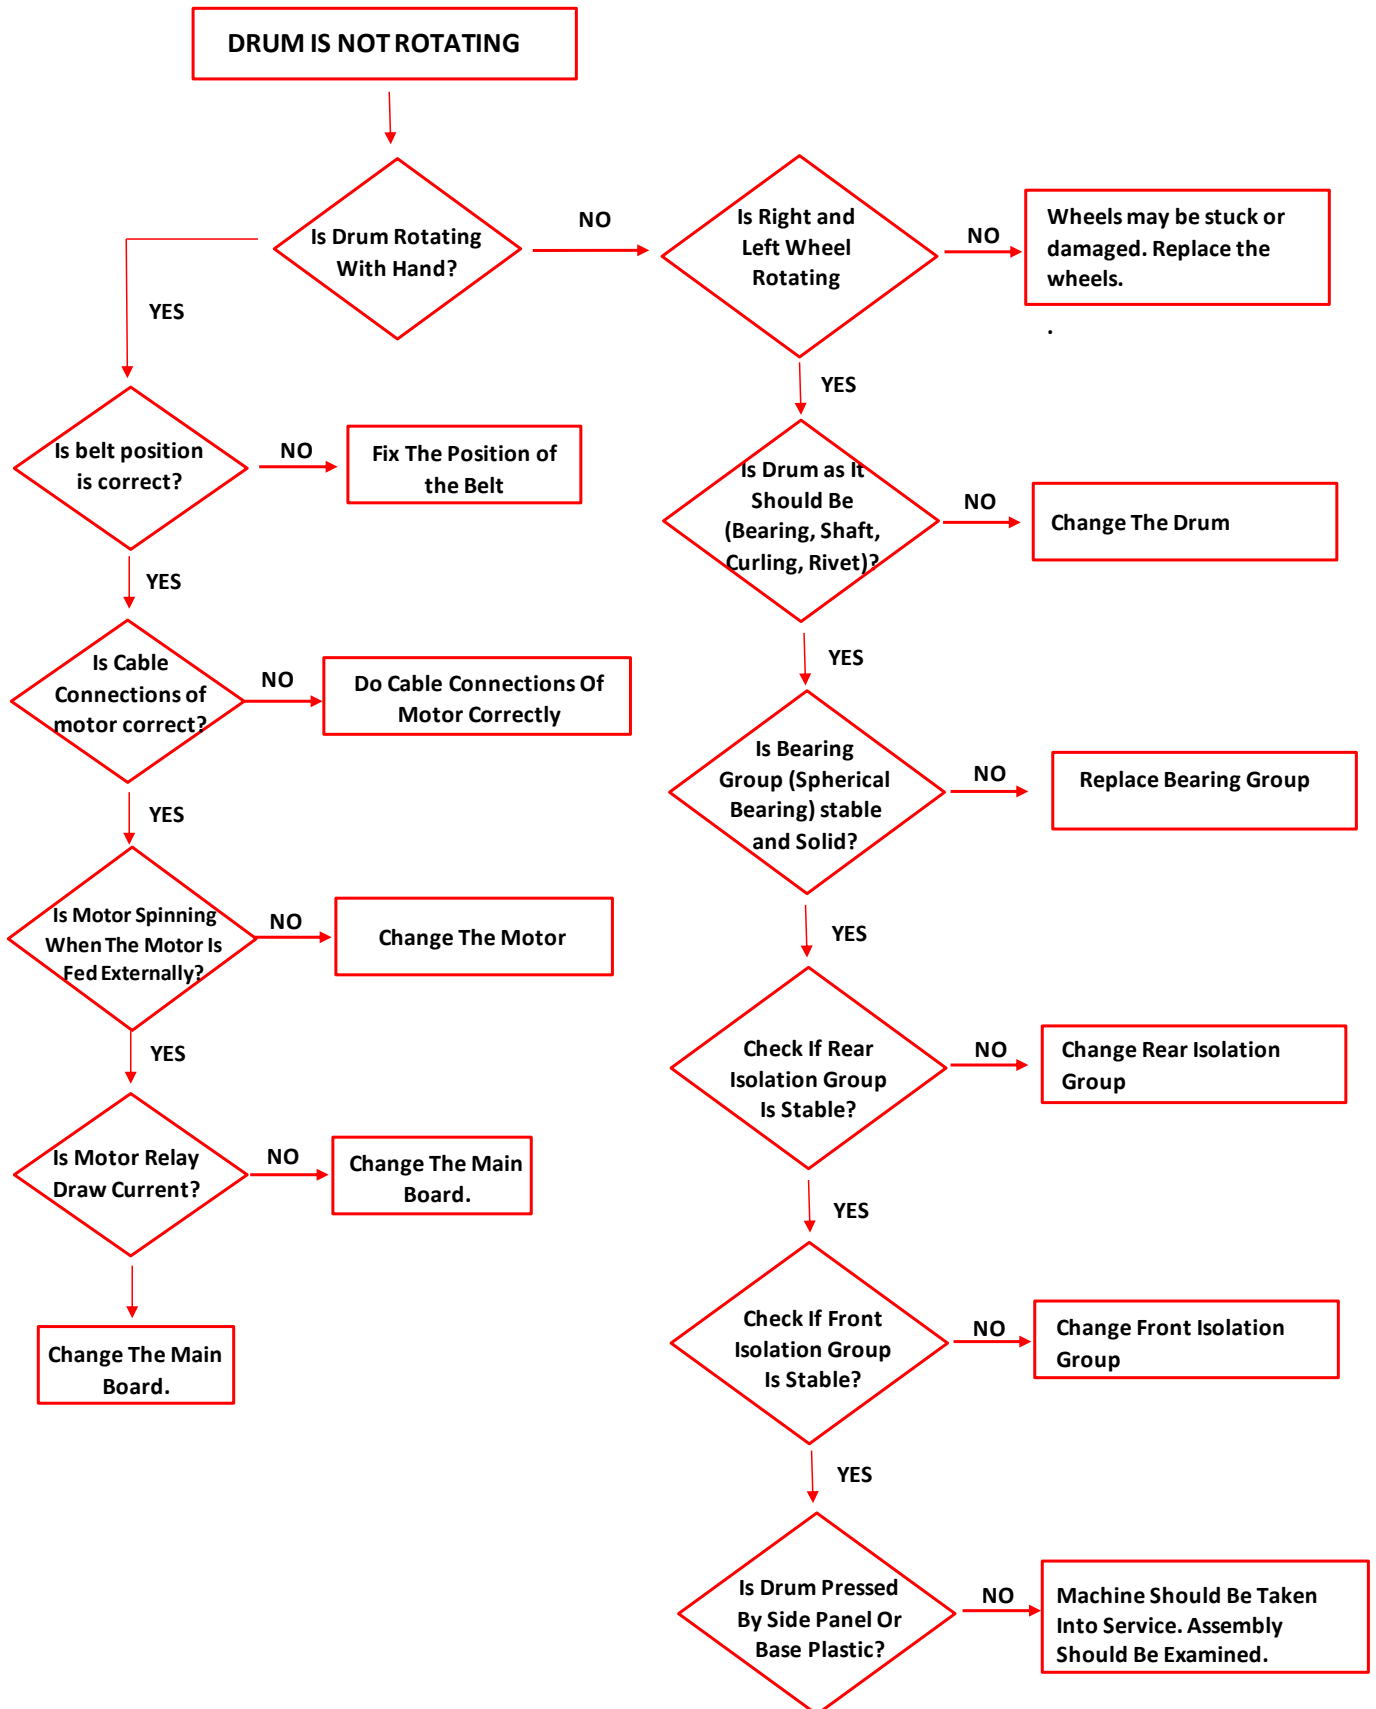 DRUM IS NOT ROTATING
Is Drum Rotating
With Hand?
NO
Is Right and
Left Wheel
Rotating
NO
Wheels may be stuck or
damaged. Replace the
wheels.
.
YES
YES
Is belt position
is correct?
NO
Fix The Position of
the Belt
Is Drum as It
Should Be
(Bearing, Shaft,
Curling, Rivet)?
NO
Change The Drum
YES
YES
Is Cable
Connections of
motor correct?
NO
Do Cable Connections Of
Motor Correctly
Is Bearing
Group (Spherical
Bearing) stable
and Solid?
NO
Replace Bearing Group
YES
YES
Is Motor Spinning
When The Motor Is
Fed Externally?
NO
Change The Motor
Check If Rear
Isolation Group
Is Stable?
NO
Change Rear Isolation
Group
YES
YES
Is Motor Relay
Draw Current?
NO
Change The Main
Board.
Change The Main
Board.
Check If Front
Isolation Group
Is Stable?
NO
Change Front Isolation
Group
YES
Is Drum Pressed
By Side Panel Or
Base Plastic?
NO
Machine Should Be Taken
Into Service. Assembly
Should Be Examined.